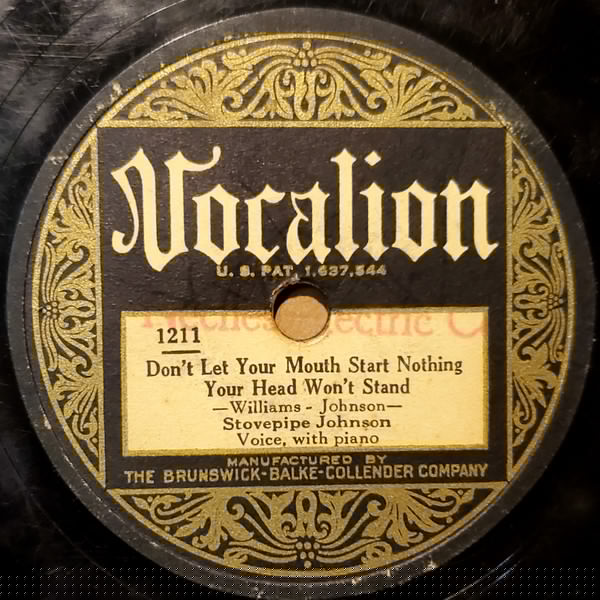 Vocalion
U. S. PAT. 1,637,544
1211
Don't Let Your Mouth Start Nothing
Your Head Won't Stand
—Williams - Johnson—
Stovepipe Johnson
Voice, with piano
MANUFACTURED BY
THE BRUNSWICK-BALKE-COLLENDER COMPANY